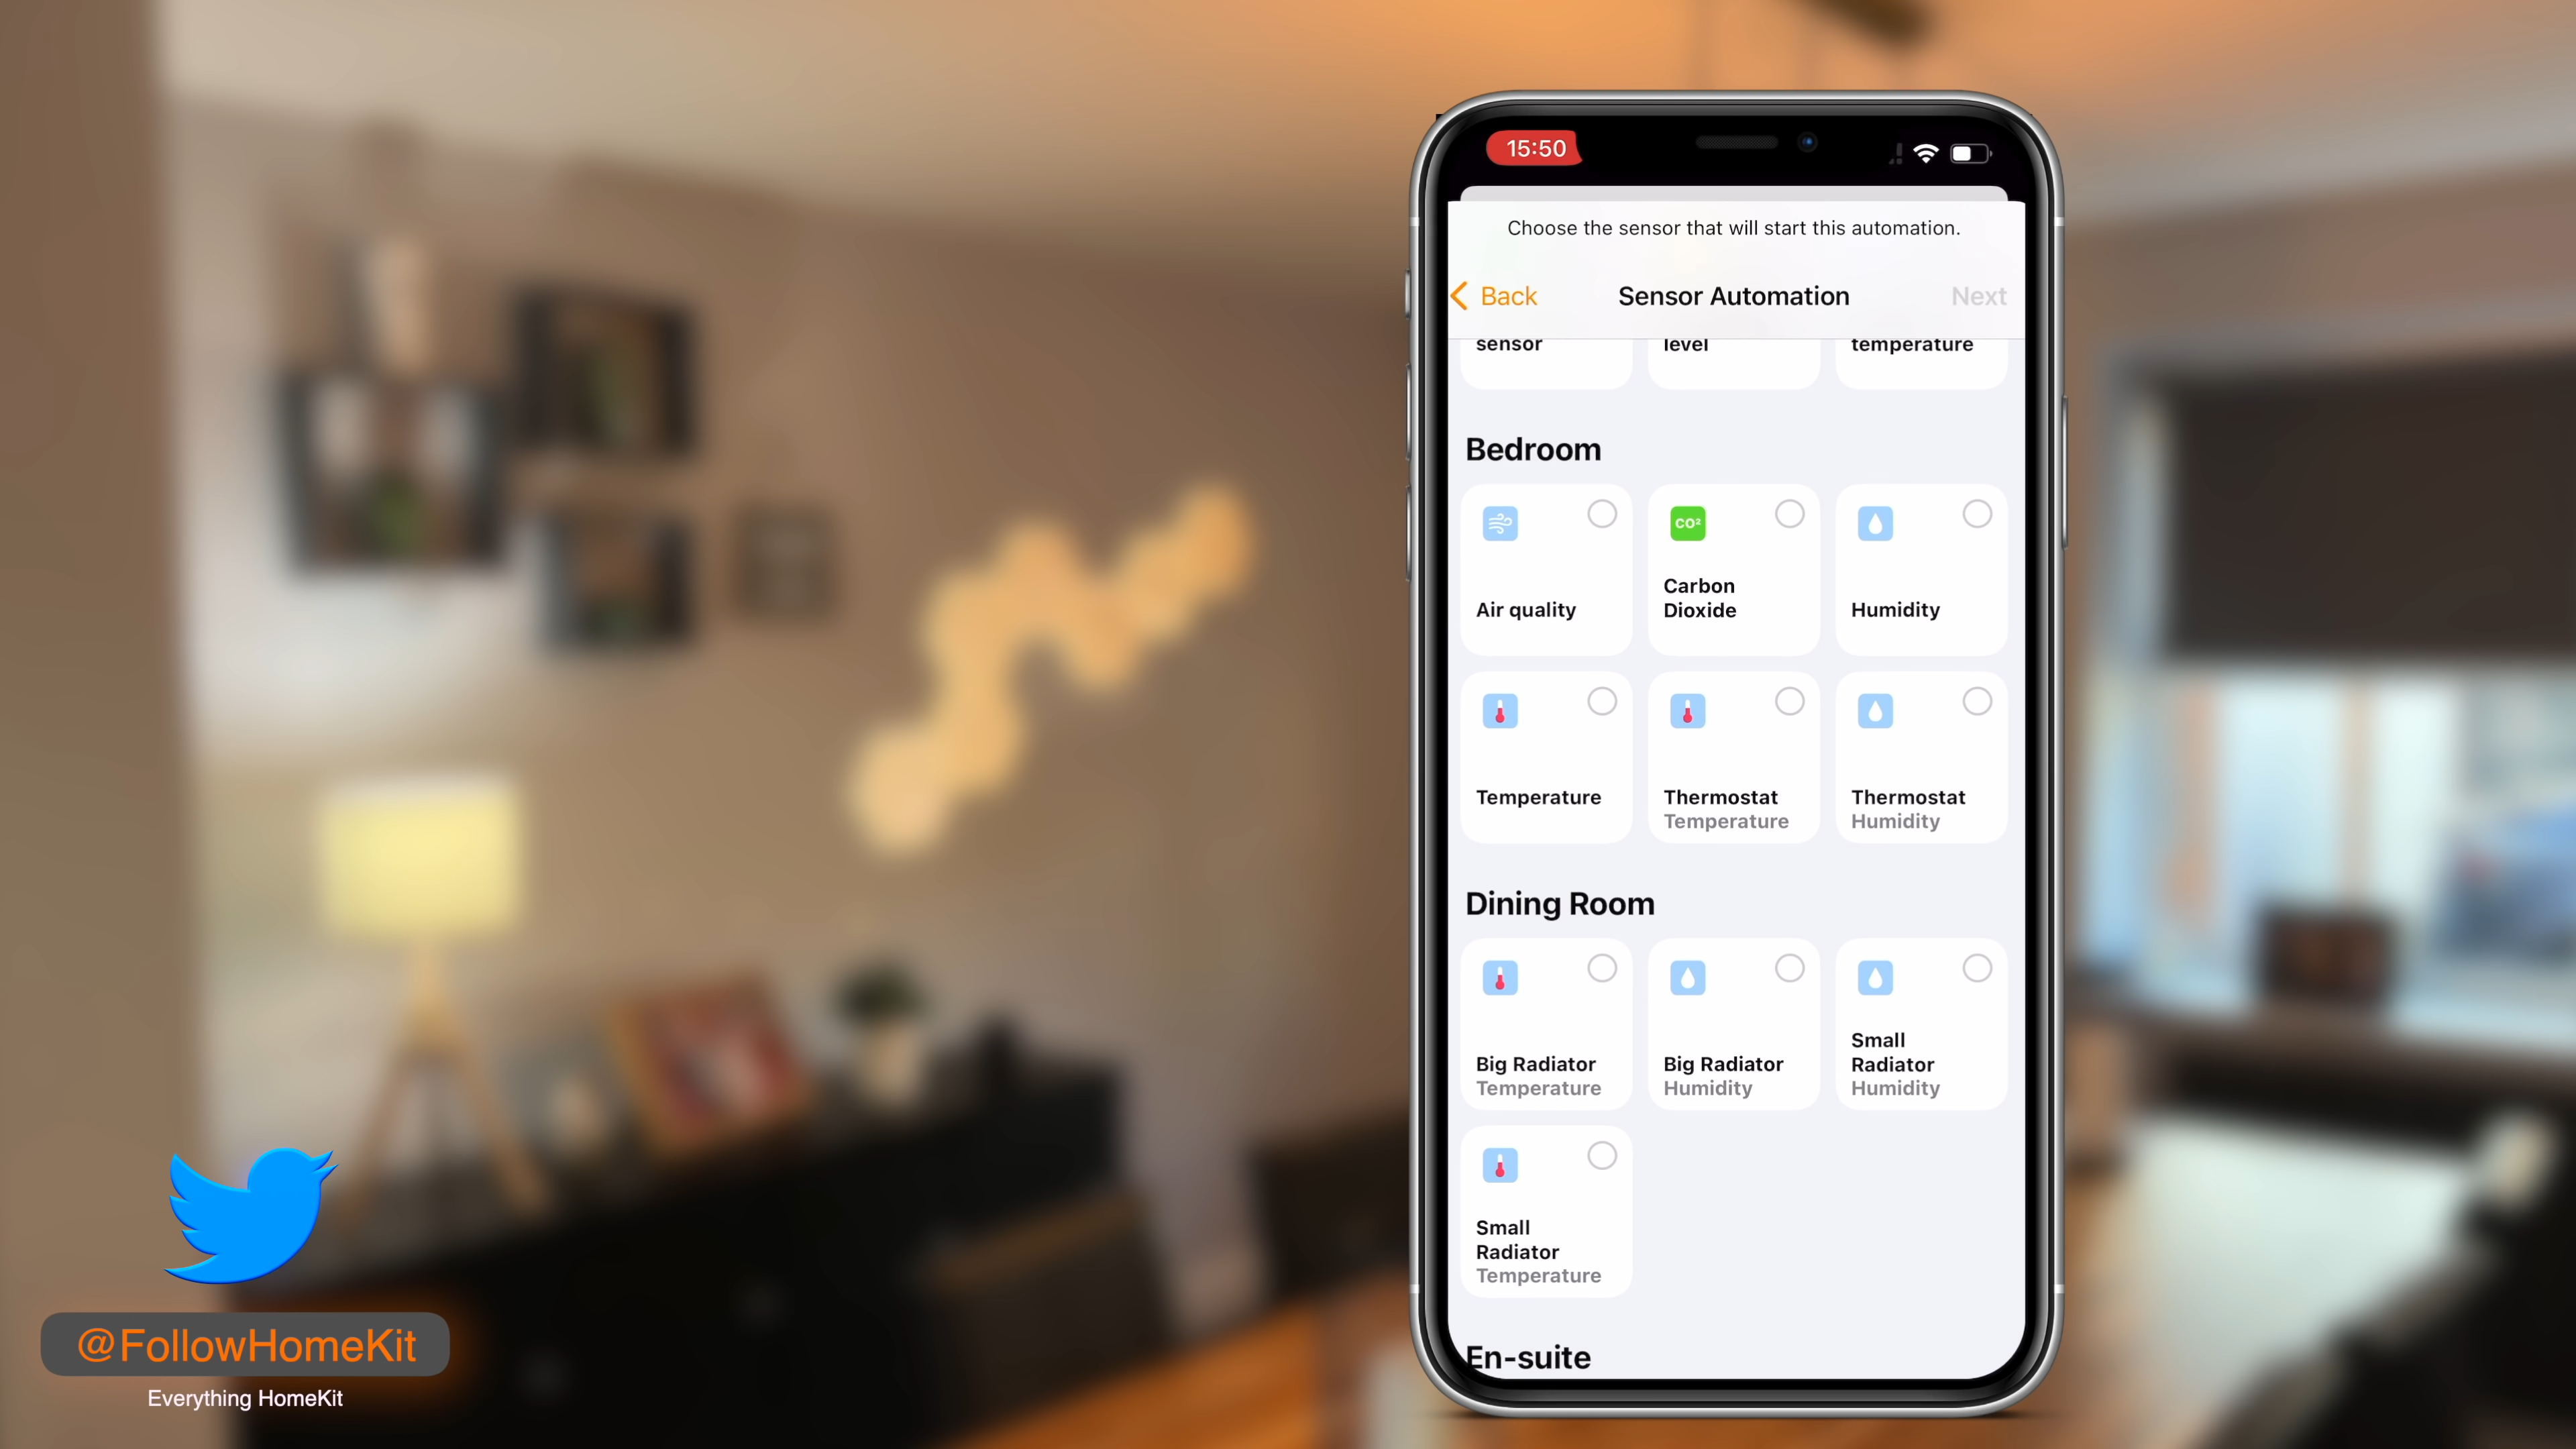 15:50
Choose the sensor that will start this automation.
Back
Sensor Automation
Next
sensor
level
temperature
Bedroom
Air quality
CO²
Carbon
Dioxide
Humidity
Temperature
Thermostat
Temperature
Thermostat
Humidity
Dining Room
Big Radiator
Temperature
Big Radiator
Humidity
Small
Radiator
Humidity
Small
Radiator
Temperature
En-suite
@FollowHomeKit
Everything HomeKit